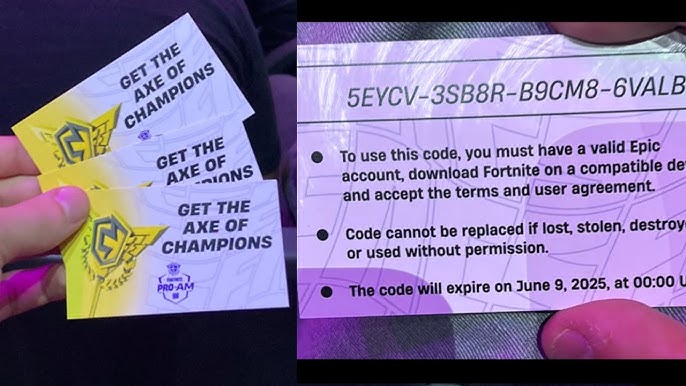 GET THE
AXE OF
CHAMPIONS
GET THE
AXE OF
CHAMPIONS
GET THE
AXE OF
CHAMPIONS
FORTNITE
PRO-AM
5EYCV-3SB8R-B9CM8-6VALB
To use this code, you must have a valid Epic
account, download Fortnite on a compatible de
and accept the terms and user agreement.
Code cannot be replaced if lost, stolen, destroye
or used without permission.
The code will expire on June 9, 2025, at 00:00 U